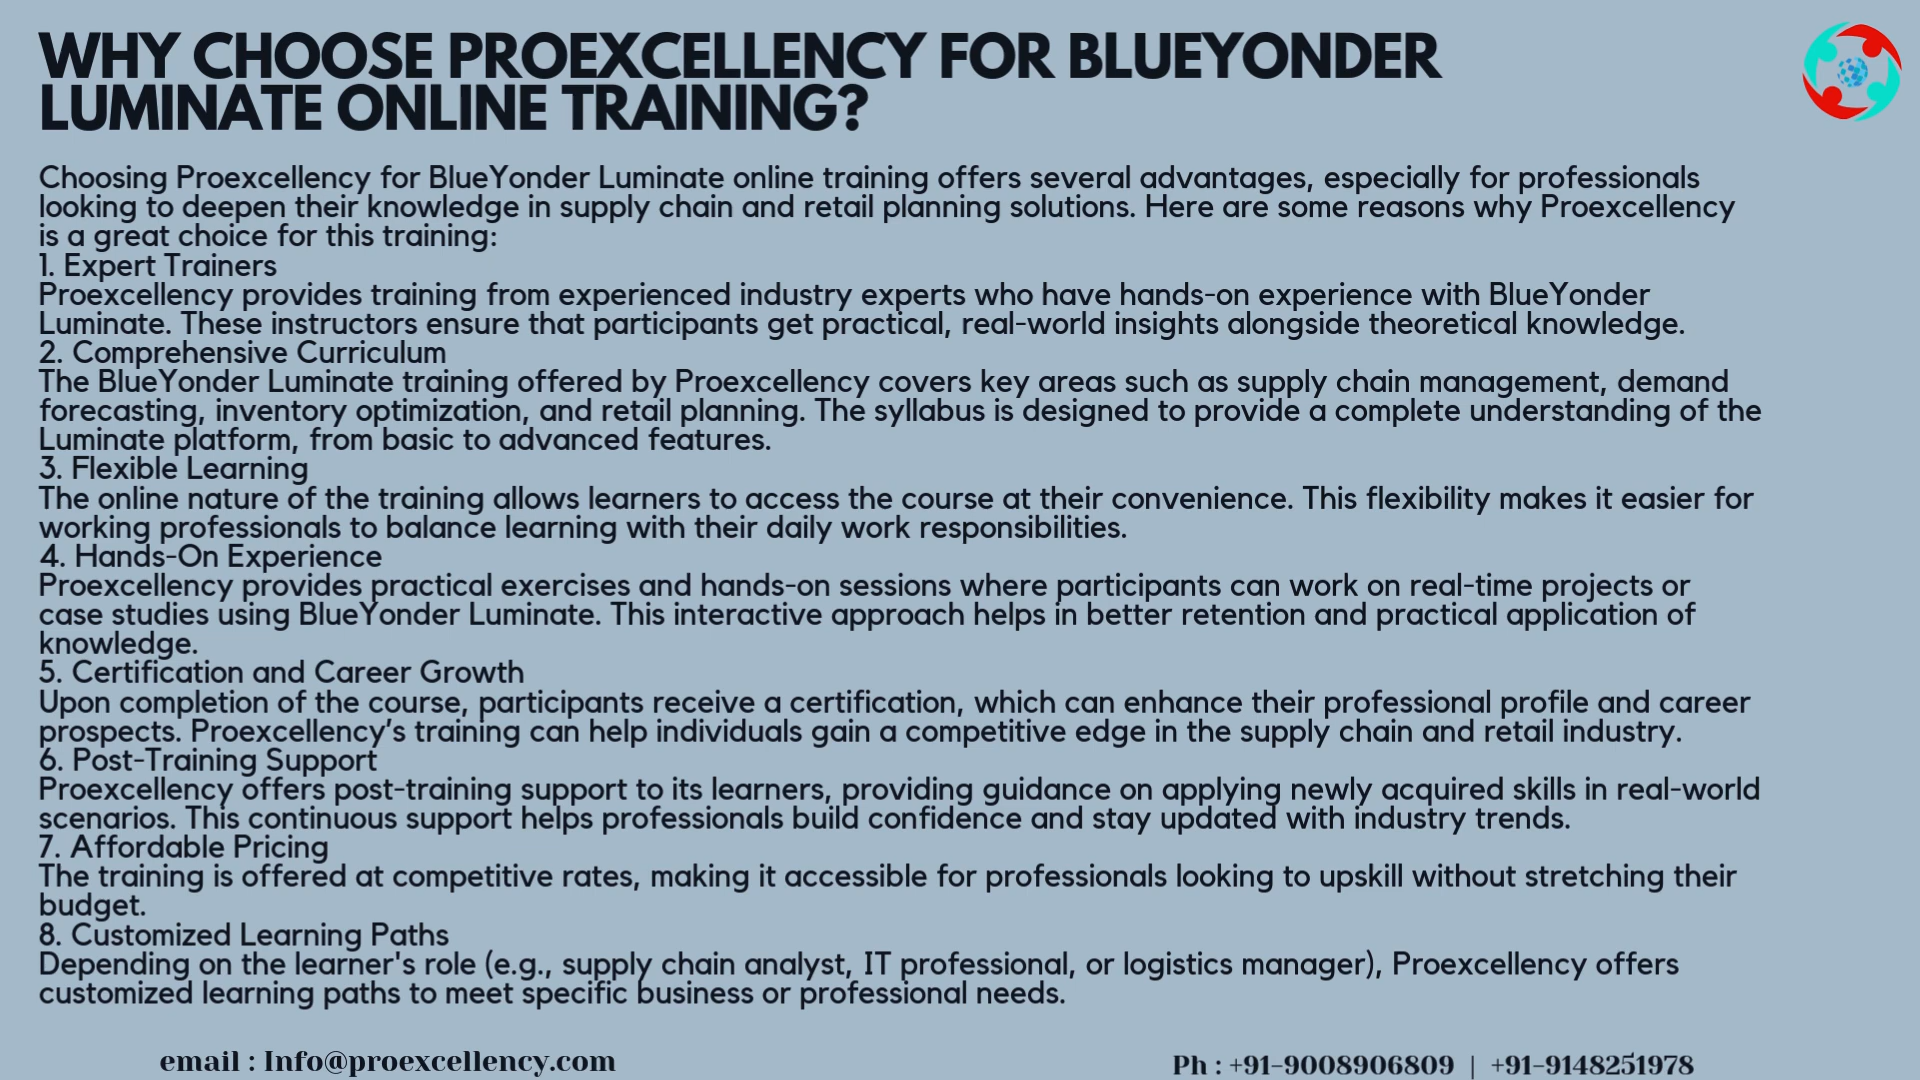 WHY CHOOSE PROEXCELLENCY FOR BLUEYONDER
LUMINATE ONLINE TRAINING?
Choosing Proexcellency for BlueYonder Luminate online training offers several advantages, especially for professionals
looking to deepen their knowledge in supply chain and retail planning solutions. Here are some reasons why Proexcellency
is a great choice for this training:
1. Expert Trainers
Proexcellency provides training from experienced industry experts who have hands-on experience with BlueYonder
Luminate. These instructors ensure that participants get practical, real-world insights alongside theoretical knowledge.
2. Comprehensive Curriculum
The BlueYonder Luminate training offered by Proexcellency covers key areas such as supply chain management, demand
forecasting, inventory optimization, and retail planning. The syllabus is designed to provide a complete understanding of the
Luminate platform, from basic to advanced features.
3. Flexible Learning
The online nature of the training allows learners to access the course at their convenience. This flexibility makes it easier for
working professionals to balance learning with their daily work responsibilities.
4. Hands-On Experience
Proexcellency provides practical exercises and hands-on sessions where participants can work on real-time projects or
case studies using BlueYonder Luminate. This interactive approach helps in better retention and practical application of
knowledge.
5. Certification and Career Growth
Upon completion of the course, participants receive a certification, which can enhance their professional profile and career
prospects. Proexcellency’s training can help individuals gain a competitive edge in the supply chain and retail industry.
6. Post-Training Support
Proexcellency offers post-training support to its learners, providing guidance on applying newly acquired skills in real-world
scenarios. This continuous support helps professionals build confidence and stay updated with industry trends.
7. Affordable Pricing
The training is offered at competitive rates, making it accessible for professionals looking to upskill without stretching their
budget.
8. Customized Learning Paths
Depending on the learner's role (e.g., supply chain analyst, IT professional, or logistics manager), Proexcellency offers
customized learning paths to meet specific business or professional needs.
email : Info@proexcellency.com
Ph : +91-9008906809 | +91-9148251978